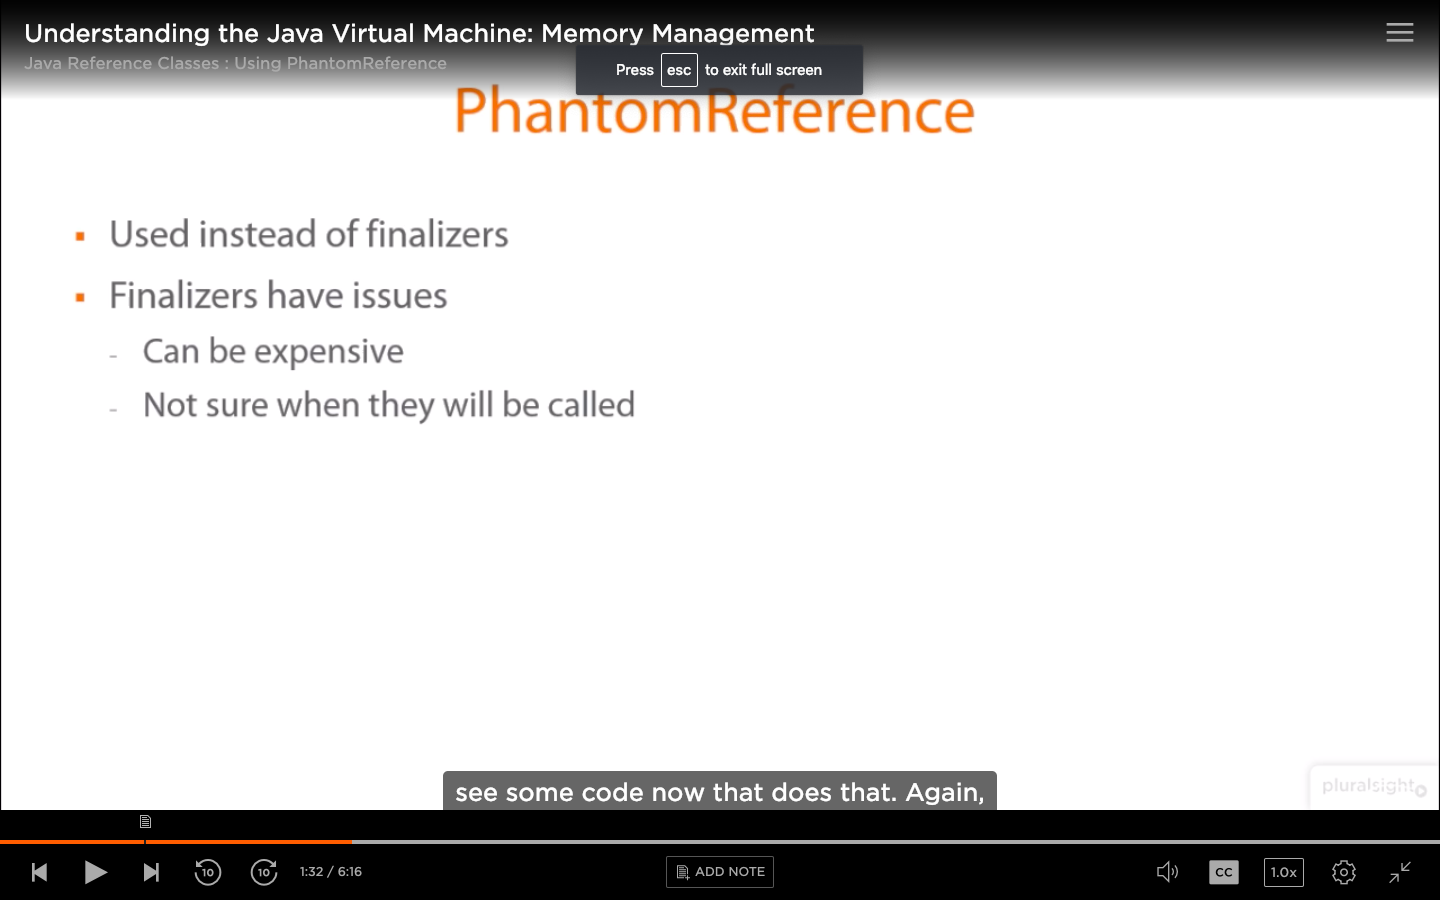 Understanding the Java Virtual Machine: Memory Management
Java Reference Classes : Using PhantomReference
Press esc to exit full screen
PhantomReference
Used instead of finalizers
Finalizers have issues
- Can be expensive
- Not sure when they will be called
see some code now that does that. Again,
pluralsight
10
10
1:32 / 6:16
ADD NOTE
CC
1.0x